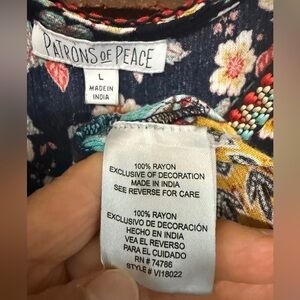 PATRONS OF PEACE
L
MADE IN
INDIA
100% RAYON
EXCLUSIVE OF DECORATION
MADE IN INDIA
SEE REVERSE FOR CARE
100% RAYON
EXCLUSIVO DE DECORACIÓN
HECHO EN INDIA
VEA EL REVERSO
PARA EL CUIDADO
RN # 74786
STYLE # VI18022